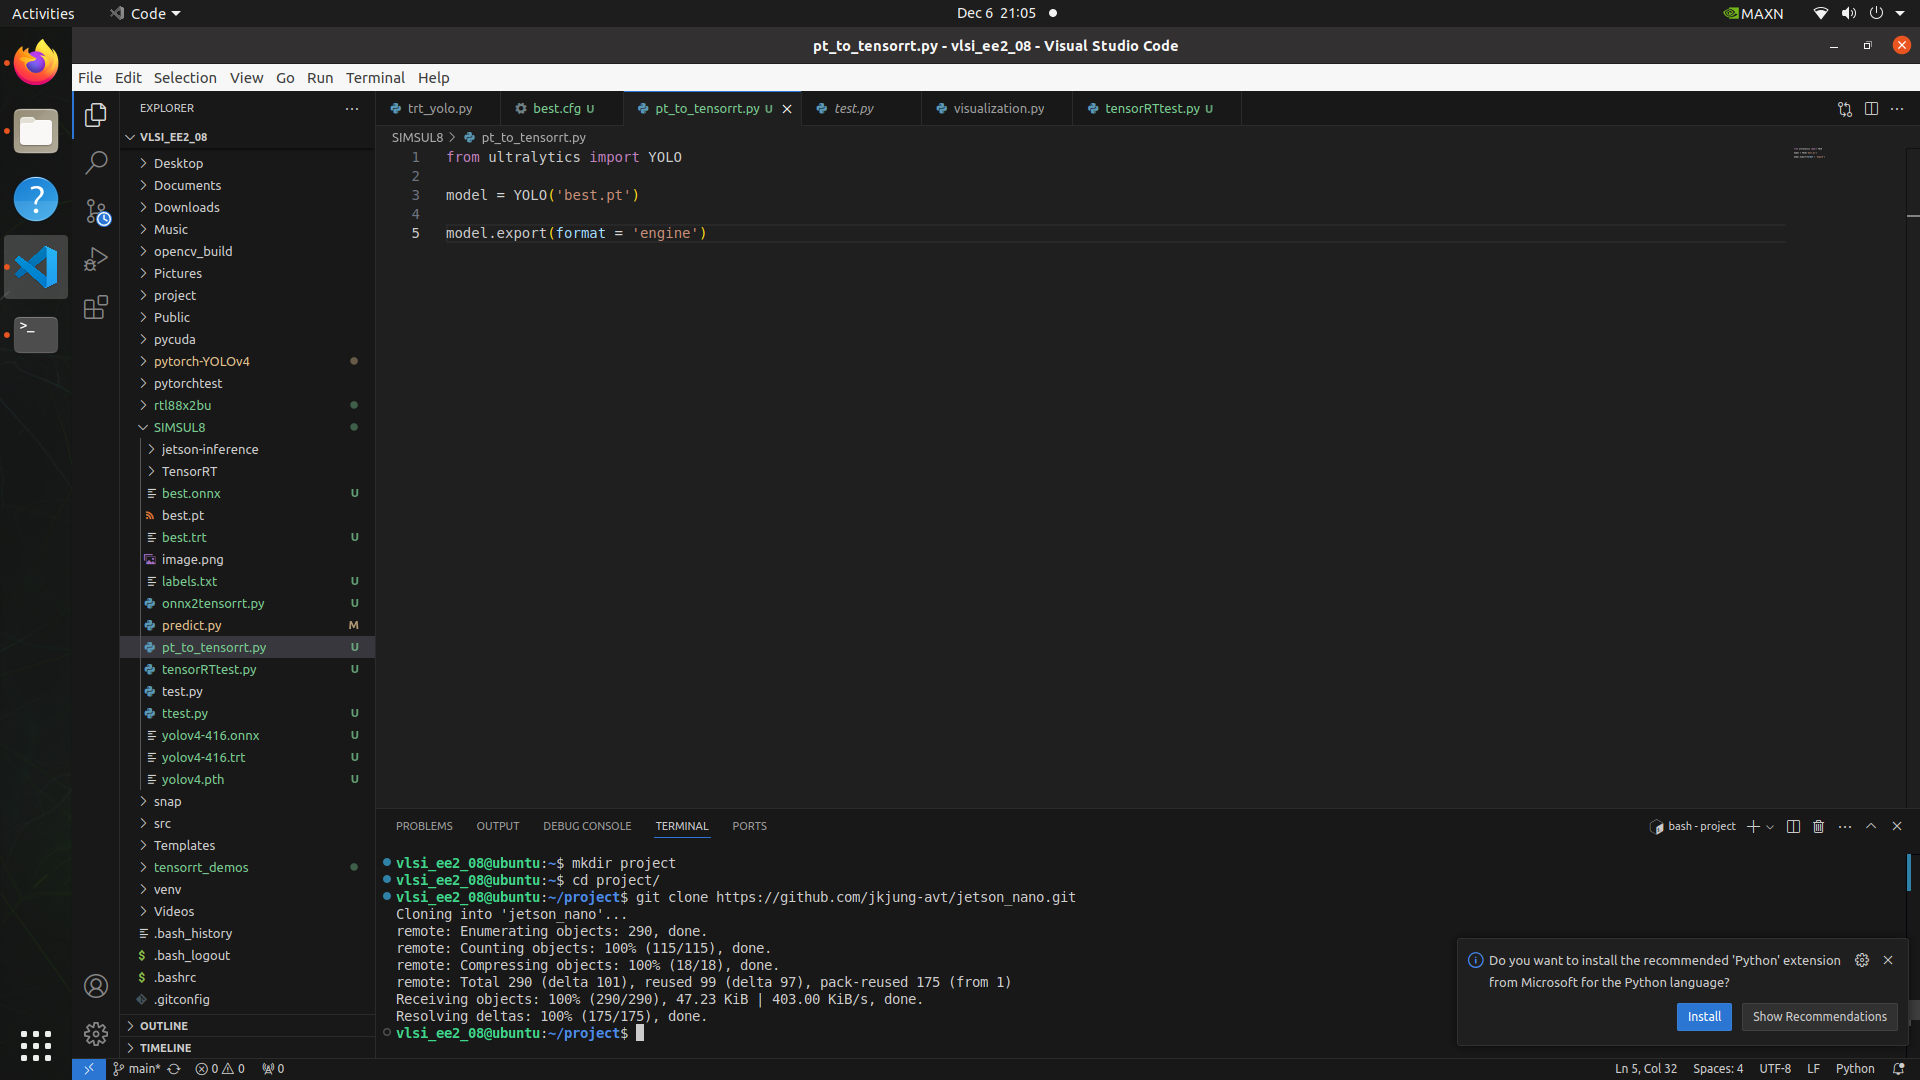 Activities
Code
Dec 6 21:05
MAXN
pt_to_tensorrt.py - vlsi_ee2_08 - Visual Studio Code
File Edit Selection View Go Run Terminal Help
EXPLORER
VLSI_EE2_08
Desktop
Documents
Downloads
Music
opencv_build
Pictures
project
Public
pycuda
pytorch-YOLOv4
pytorchtest
rtl88x2bu
SIMSUL8
jetson-inference
TensorRT
best.onnx U
best.pt
best.trt U
image.png
labels.txt U
onnx2tensorrt.py U
predict.py M
pt_to_tensorrt.py U
tensorRTtest.py U
test.py
ttest.py U
yolov4-416.onnx U
yolov4-416.trt U
yolov4.pth U
snap
src
Templates
tensorrt_demos
venv
Videos
.bash_history
.bash_logout
.bashrc
.gitconfig
OUTLINE
TIMELINE
trt_yolo.py
best.cfg U
pt_to_tensorrt.py U
test.py
visualization.py
tensorRTtest.py U
SIMSUL8 > pt_to_tensorrt.py
1 from ultralytics import YOLO
2
3 model = YOLO('best.pt')
4
5 model.export(format = 'engine')
PROBLEMS OUTPUT DEBUG CONSOLE TERMINAL PORTS
bash - project
vlsi_ee2_08@ubuntu:~$ mkdir project
vlsi_ee2_08@ubuntu:~$ cd project/
vlsi_ee2_08@ubuntu:~/project$ git clone https://github.com/jkjung-avt/jetson_nano.git
Cloning into 'jetson_nano'...
remote: Enumerating objects: 290, done.
remote: Counting objects: 100% (115/115), done.
remote: Compressing objects: 100% (18/18), done.
remote: Total 290 (delta 101), reused 99 (delta 97), pack-reused 175 (from 1)
Receiving objects: 100% (290/290), 47.23 KiB | 403.00 KiB/s, done.
Resolving deltas: 100% (175/175), done.
vlsi_ee2_08@ubuntu:~/project$
Do you want to install the recommended 'Python' extension
from Microsoft for the Python language?
Install
Show Recommendations
main* 0 0 0
Ln 5, Col 32 Spaces: 4 UTF-8 LF Python